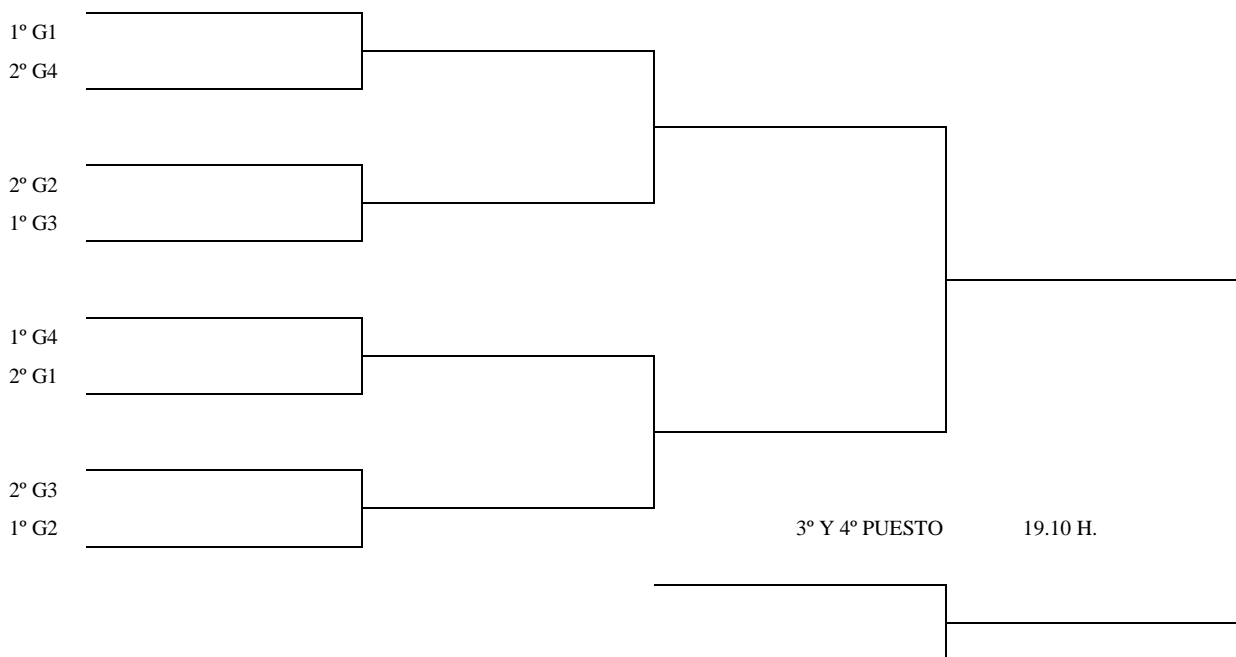 1º G1
2º G4
2º G2
1º G3
1º G4
2º G1
2º G3
1º G2
3º Y 4º PUESTO 19.10 H.